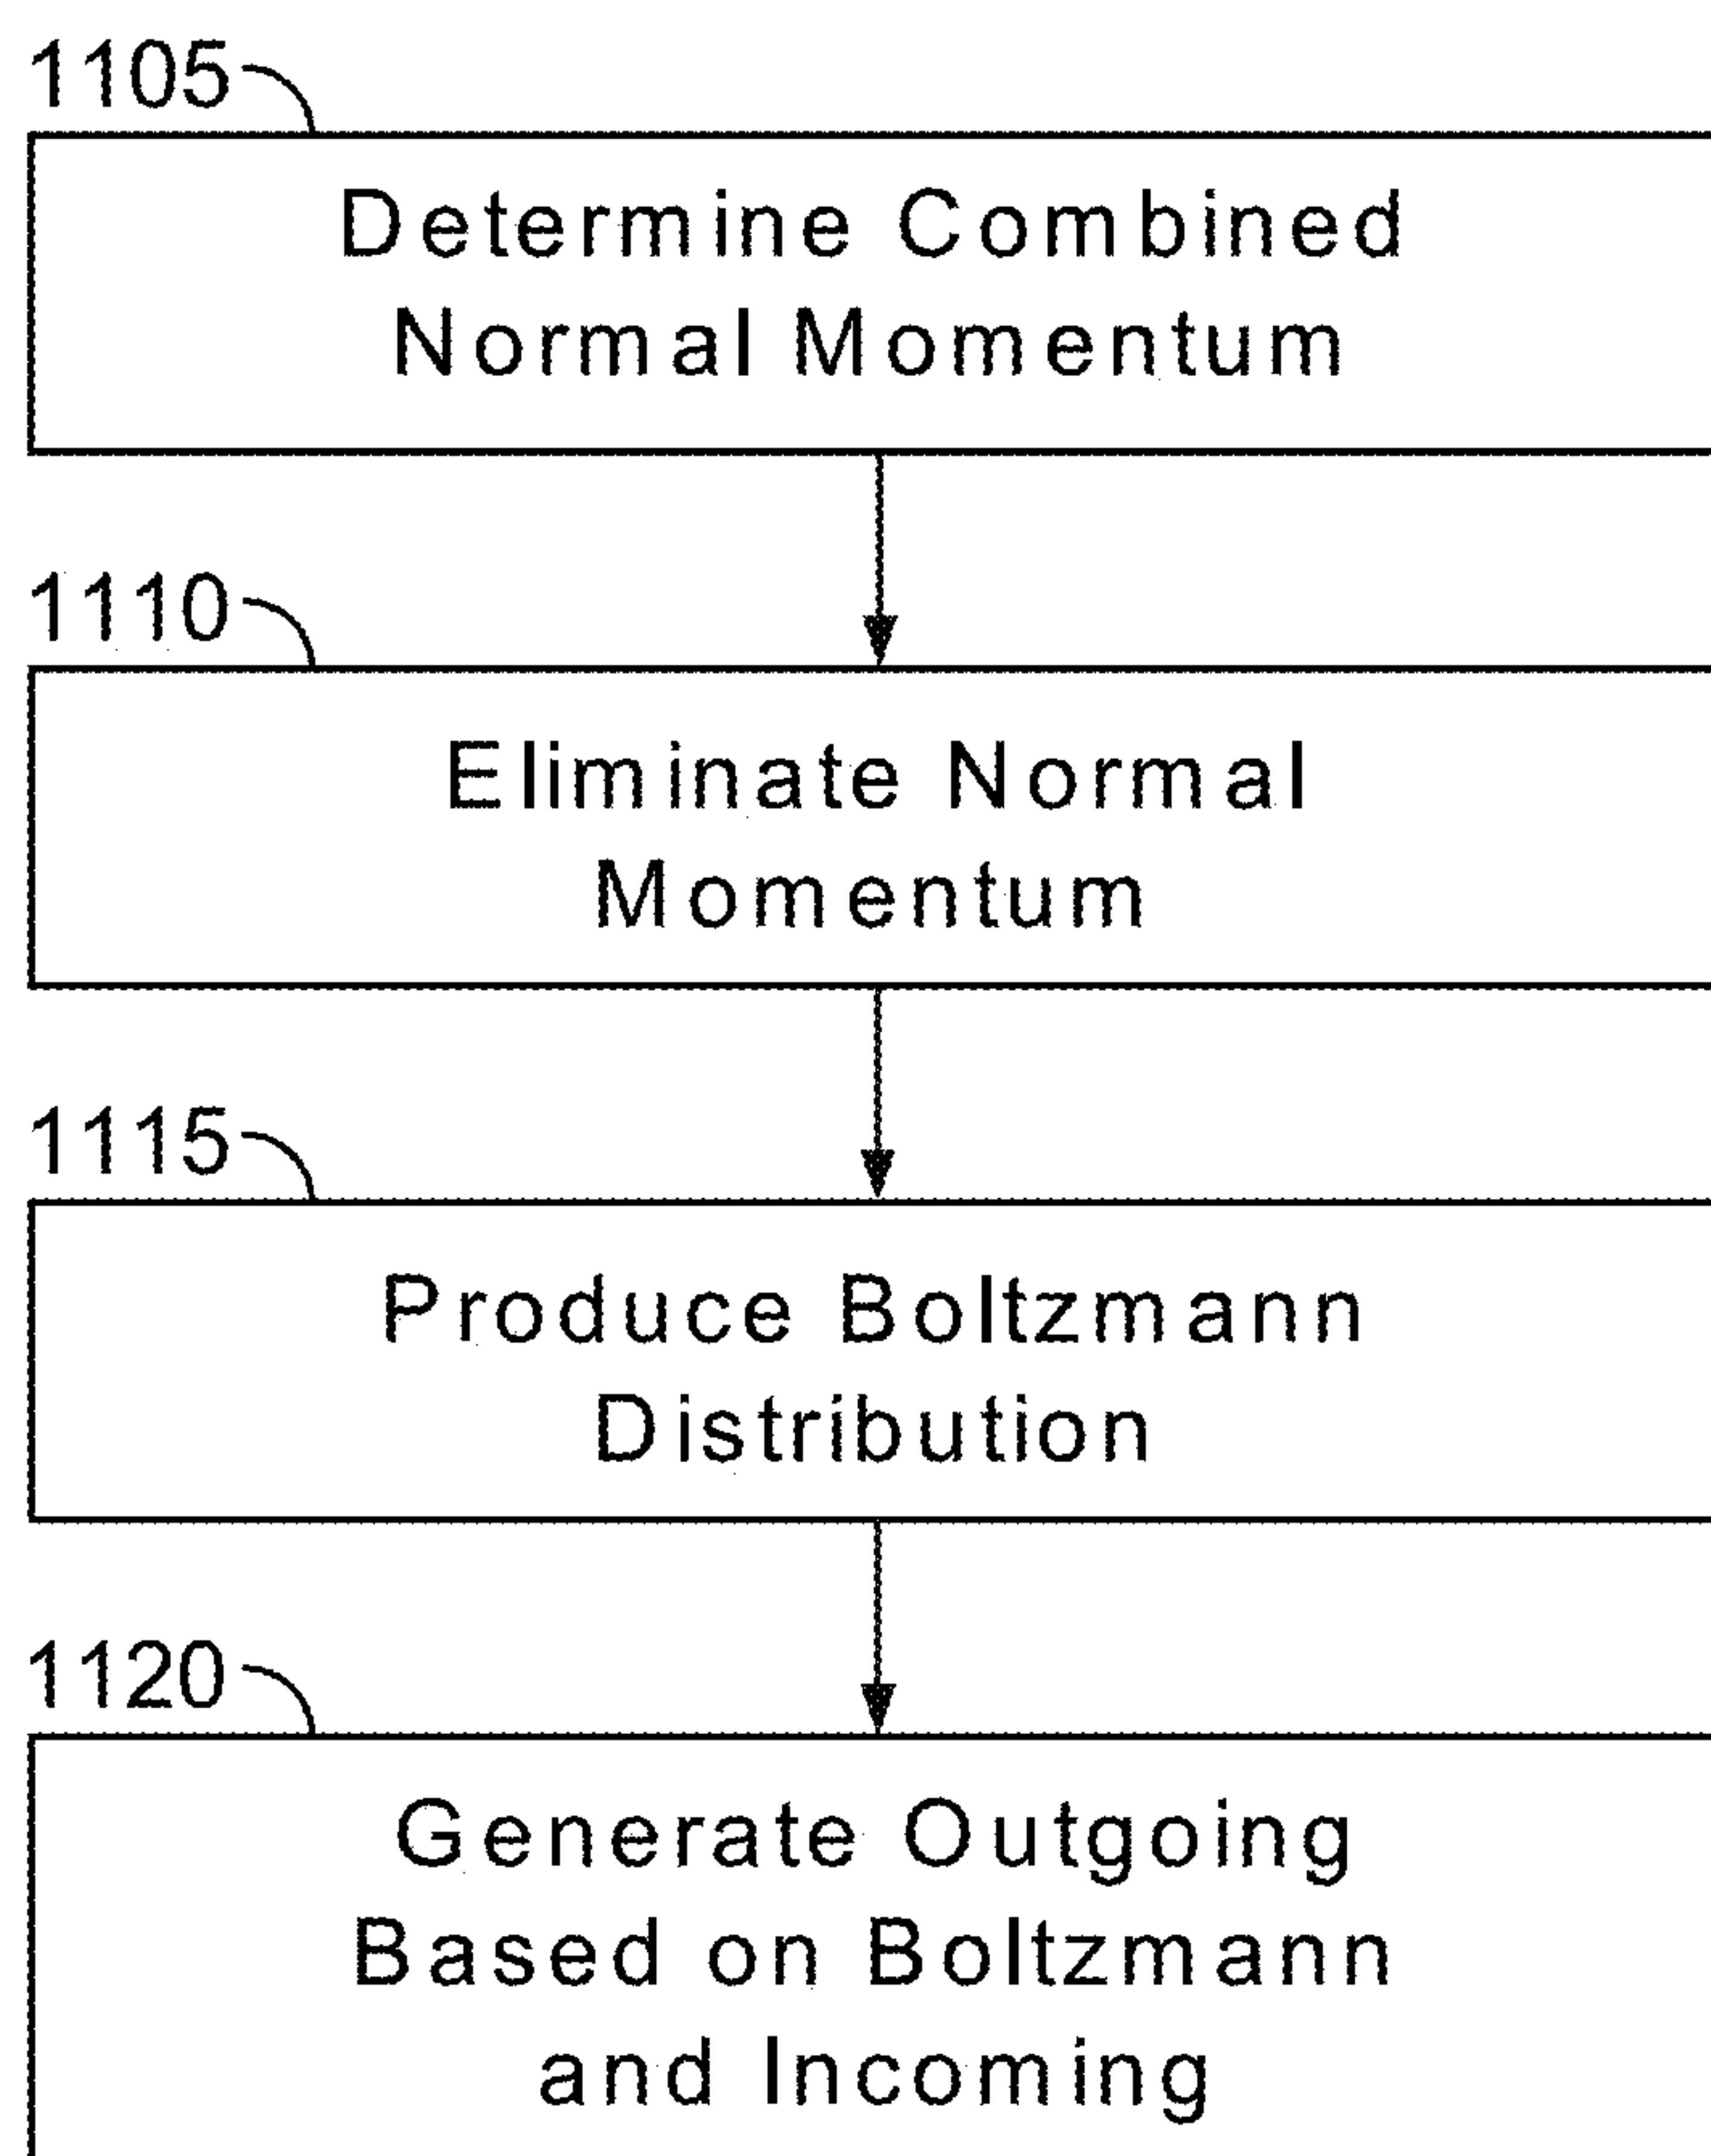 1105
Determine Combined
Normal Momentum
1110
Eliminate Normal
Momentum
1115
Produce Boltzmann
Distribution
1120
Generate Outgoing
Based on Boltzmann
and Incoming